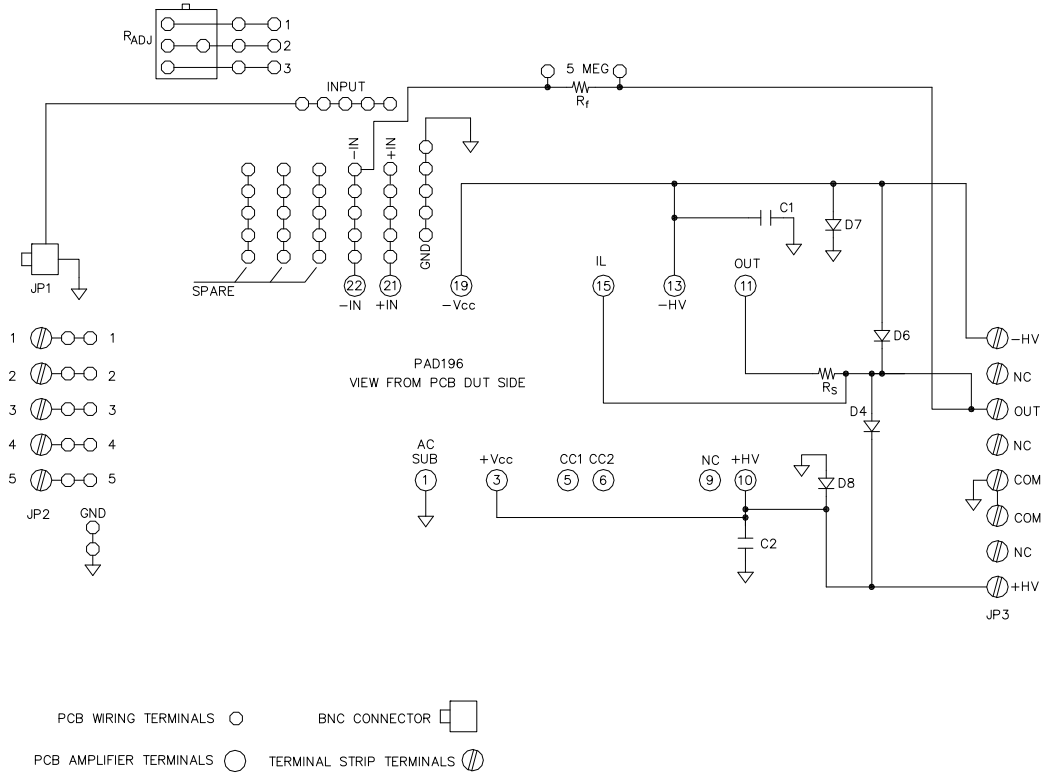 RADJ
1
2
3
INPUT
5 MEG
Rf
-IN
+IN
GND
SPARE
22
-IN
21
+IN
19
-Vcc
IL
15
13
-HV
OUT
11
C1
D7
D6
JP1
1 1
2 2
3 3
4 4
5 5
JP2
GND
PAD196
VIEW FROM PCB DUT SIDE
RS
D4
AC
SUB
1
+Vcc
3
CC1 CC2
5 6
NC +HV
9 10
D8
C2
-HV
NC
OUT
NC
COM
COM
NC
+HV
JP3
PCB WIRING TERMINALS
BNC CONNECTOR
PCB AMPLIFIER TERMINALS
TERMINAL STRIP TERMINALS